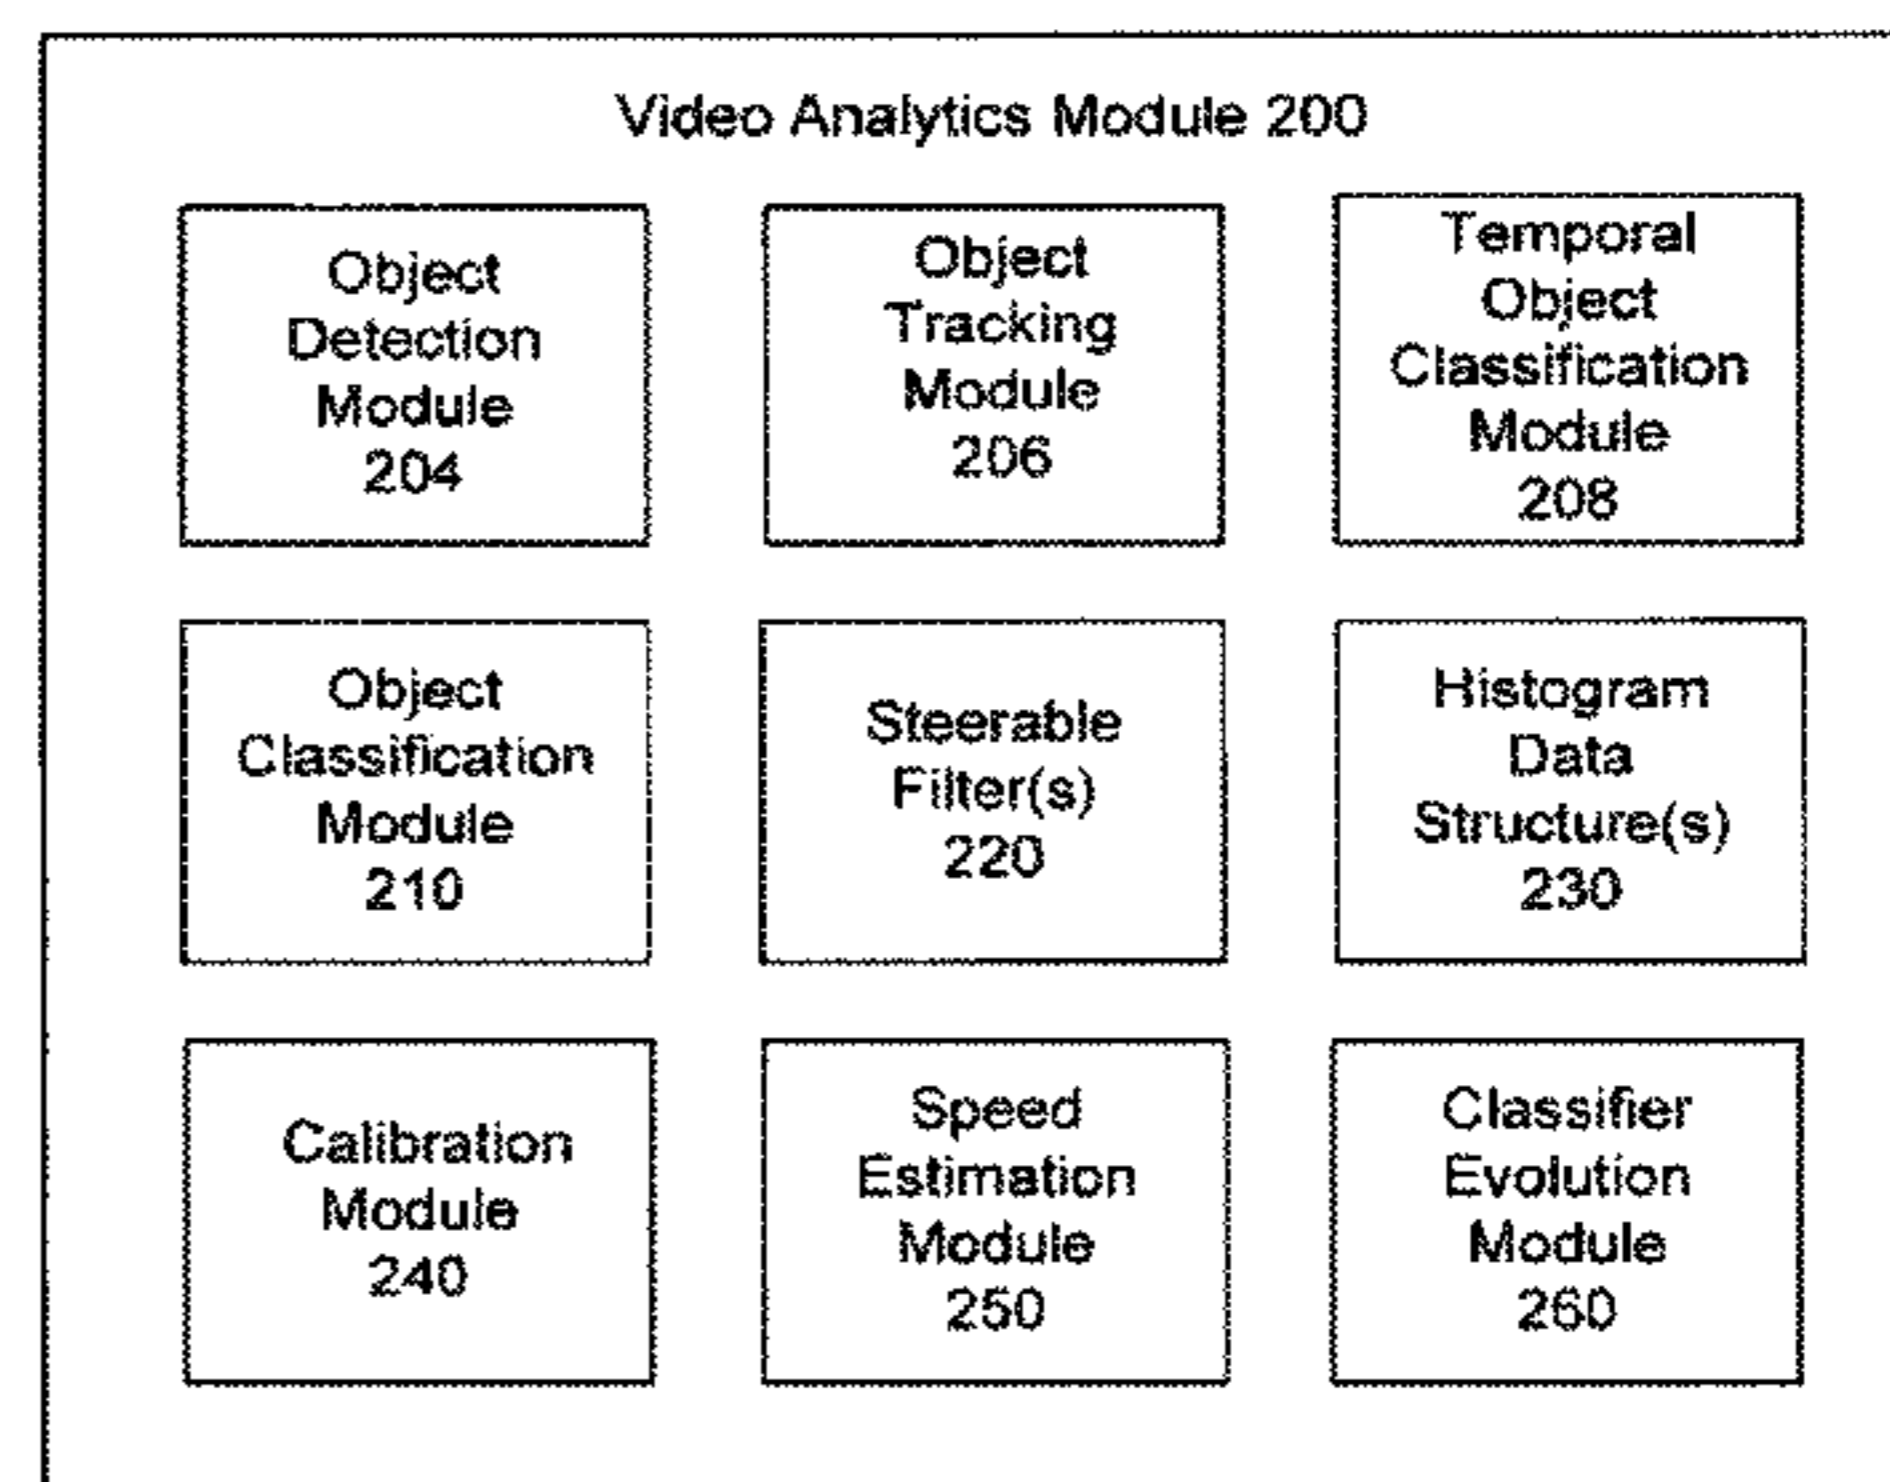 Video Analytics Module 200
Object
Detection
Module
204
Object
Tracking
Module
206
Temporal
Object
Classification
Module
208
Object
Classification
Module
210
Steerable
Filter(s)
220
Histogram
Data
Structure(s)
230
Calibration
Module
240
Speed
Estimation
Module
250
Classifier
Evolution
Module
260